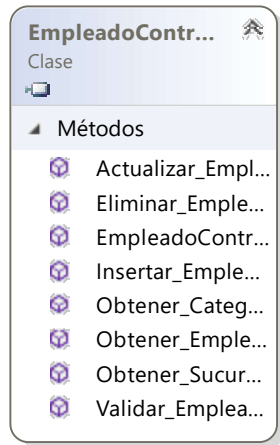 EmpleadoContr...
Clase
Métodos
Actualizar_Empl...
Eliminar_Emple...
EmpleadoContr...
Insertar_Emple...
Obtener_Categ...
Obtener_Emple...
Obtener_Sucur...
Validar_Emplea...